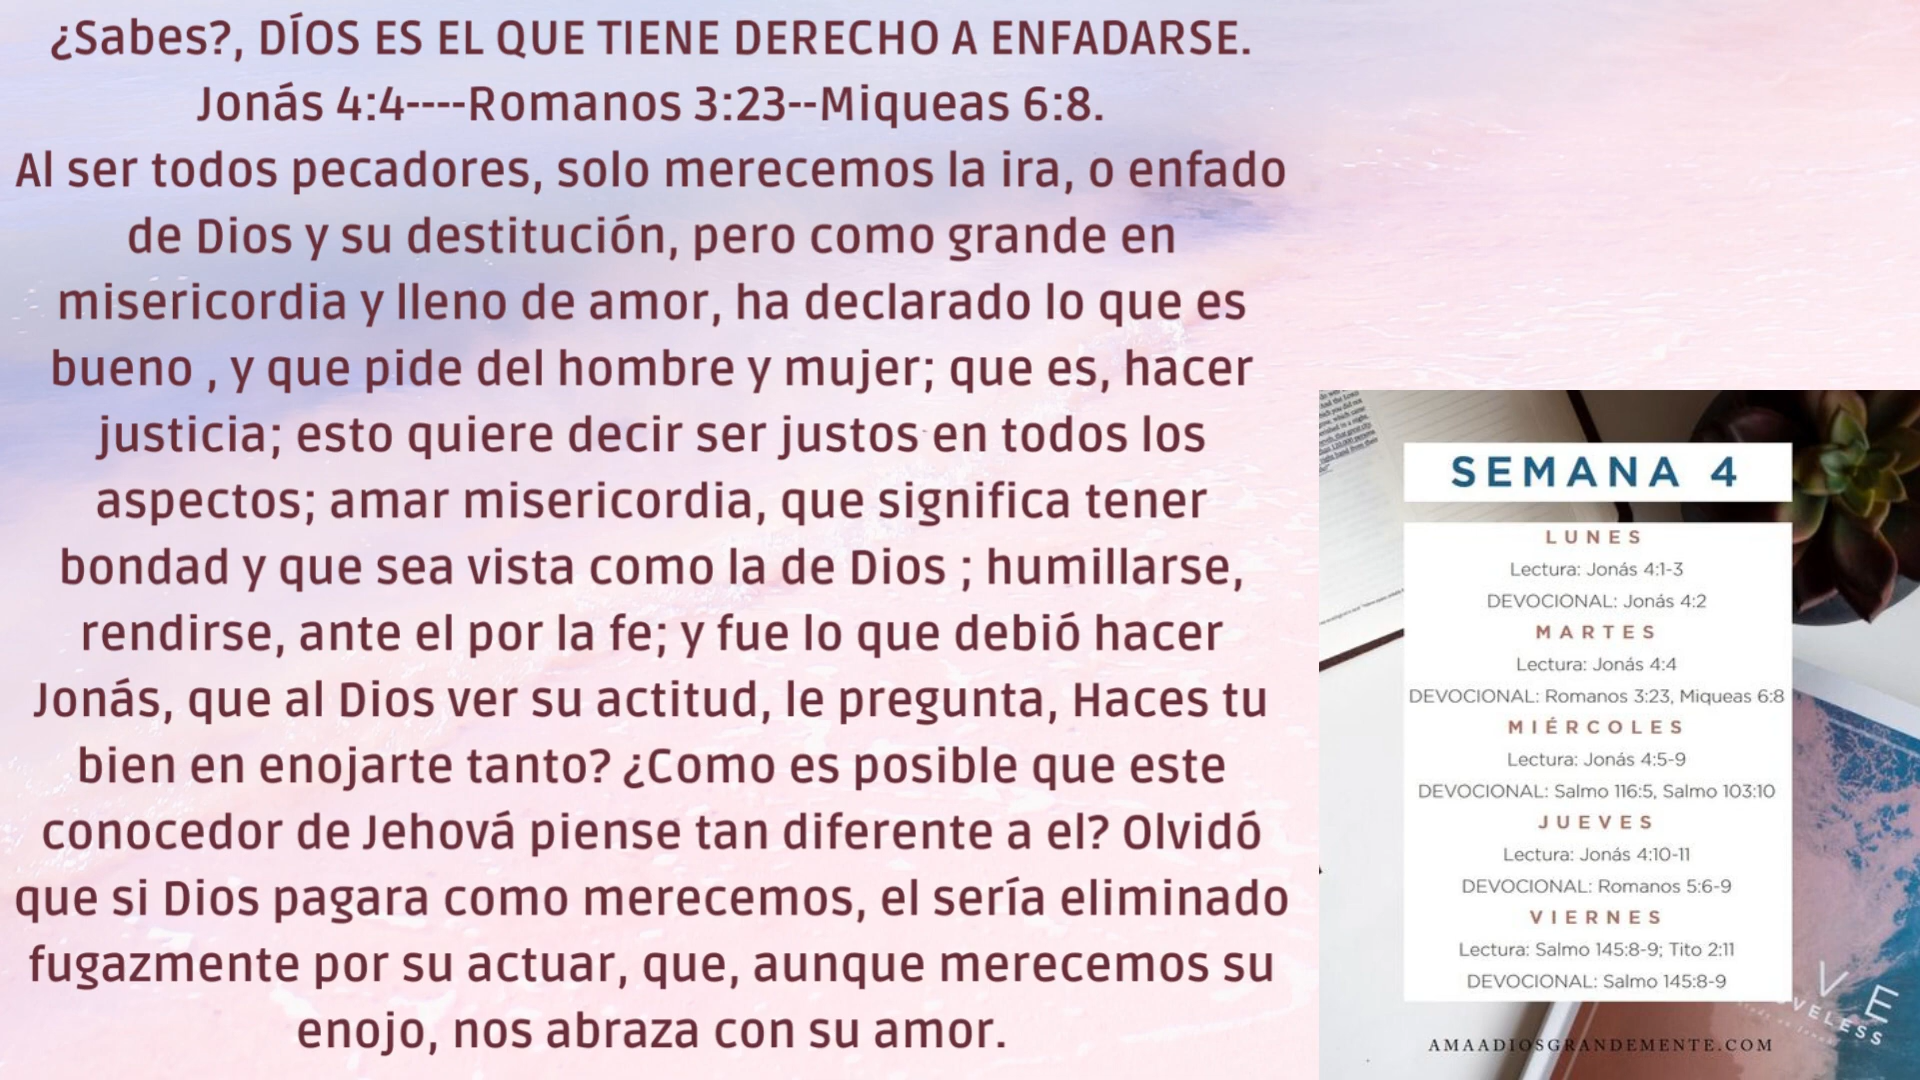 ¿Sabes?, DÍOS ES EL QUE TIENE DERECHO A ENFADARSE.
Jonás 4:4----Romanos 3:23--Miqueas 6:8.
Al ser todos pecadores, solo merecemos la ira, o enfado
de Dios y su destitución, pero como grande en
misericordia y lleno de amor, ha declarado lo que es
bueno , y que pide del hombre y mujer; que es, hacer
justicia; esto quiere decir ser justos en todos los
aspectos; amar misericordia, que significa tener
bondad y que sea vista como la de Dios ; humillarse,
rendirse, ante el por la fe; y fue lo que debió hacer
Jonás, que al Dios ver su actitud, le pregunta, Haces tu
bien en enojarte tanto? ¿Como es posible que este
conocedor de Jehová piense tan diferente a el? Olvidó
que si Dios pagara como merecemos, el sería eliminado
fugazmente por su actuar, que, aunque merecemos su
enojo, nos abraza con su amor.
SEMANA 4
LUNES
Lectura: Jonás 4:1-3
DEVOCIONAL: Jonás 4:2
MARTES
Lectura: Jonás 4:4
DEVOCIONAL: Romanos 3:23, Miqueas 6:8
MIÉRCOLES
Lectura: Jonás 4:5-9
DEVOCIONAL: Salmo 116:5, Salmo 103:10
JUEVES
Lectura: Jonás 4:10-11
DEVOCIONAL: Romanos 5:6-9
VIERNES
Lectura: Salmo 145:8-9; Tito 2:11
DEVOCIONAL: Salmo 145:8-9
AMAADIOSGRANDEMENTE.COM